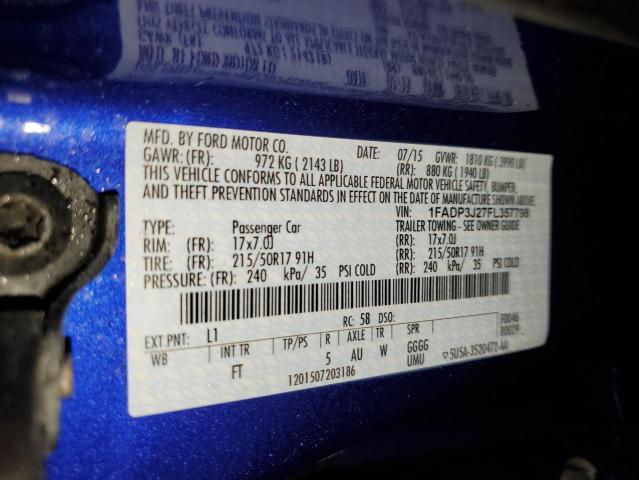 MFD. BY FORD MOTOR CO.
DATE: 07/15 GVWR: 1810 KG ( 3990 LB)
GAWR: (FR): 972 KG ( 2143 LB) (RR): 880 KG ( 1940 LB)
THIS VEHICLE CONFORMS TO ALL APPLICABLE FEDERAL MOTOR VEHICLE SAFETY, BUMPER,
AND THEFT PREVENTION STANDARDS IN EFFECT ON THE DATE OF MANUFACTURE SHOWN ABOVE.
VIN: 1FADP3J27FL357798
TYPE: Passenger Car TRAILER TOWING - SEE OWNER GUIDE
RIM: (FR): 17x7.0J (RR): 17x7.0J
TIRE: (FR): 215/50R17 91H (RR): 215/50R17 91H
PRESSURE: (FR): 240 kPa/ 35 PSI COLD (RR): 240 kPa/ 35 PSI COLD
RC: 58 DSO: F0046
EXT PNT: L1 R0029
WB INT TR TP/PS R AXLE TR SPR
FT 5 AU W GGGG
UMU 5USA-3S20472-AA
1201507203186